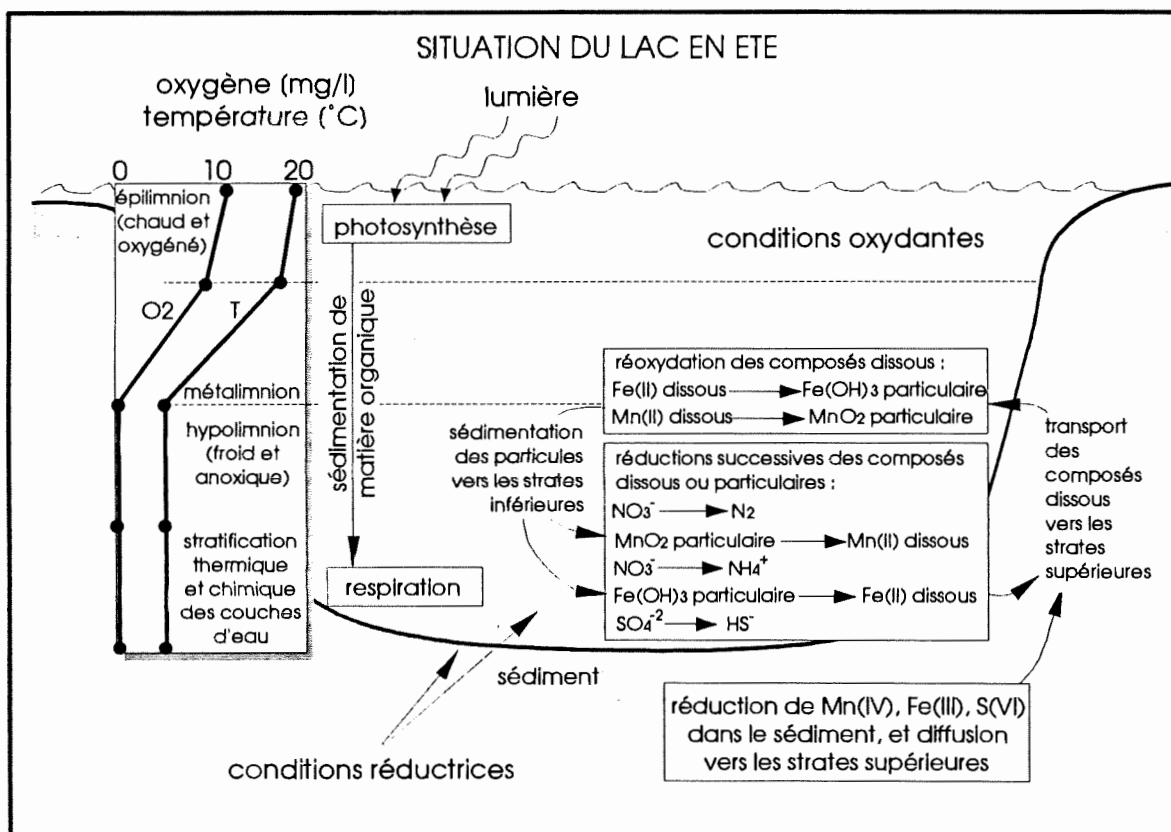 SITUATION DU LAC EN ETE
oxygène (mg/l)
température (°C)
lumière
0 10 20
épilimnion
(chaud et
oxygéné)
photosynthèse
conditions oxydantes
O2
T
sédimentation de
matière organique
métalimnion
hypolimnion
(froid et
anoxique)
stratification
thermique
et chimique
des couches
d'eau
respiration
sédimentation
des particules
vers les strates
inférieures
réoxydation des composés dissous :
Fe(II) dissous Fe(OH)3 particulaire
Mn(II) dissous MnO2 particulaire
réductions successives des composés
dissous ou particulaires :
NO3- N2
MnO2 particulaire Mn(II) dissous
NO3- NH4+
Fe(OH)3 particulaire Fe(II) dissous
SO4-2 HS-
transport
des
composés
dissous
vers les
strates
supérieures
sédiment
conditions réductrices
réduction de Mn(IV), Fe(III), S(VI)
dans le sédiment, et diffusion
vers les strates supérieures